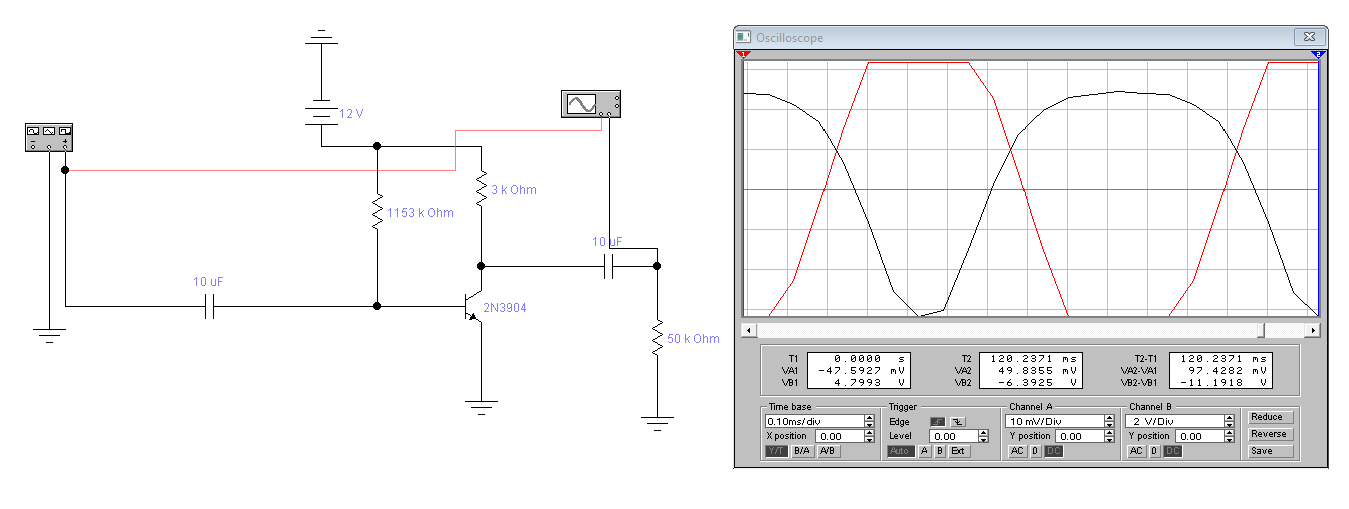 12 V
3 k Ohm
1153 k Ohm
10 uF
10 uF
2N3904
50 k Ohm
Oscilloscope
1
2
T1 0.0000 s T2 120.2371 ms T2-T1 120.2371 ms
VA1 -47.5927 mV VA2 49.8355 mV VA2-VA1 97.4282 mV
VB1 4.7993 V VB2 -6.3925 V VB2-VB1 -11.1918 V
Time base Trigger Channel A Channel B
0.10ms/div Edge 10 mV/Div 2 V/Div Reduce
X position 0.00 Level 0.00 Y position 0.00 Y position 0.00 Reverse
Y/T B/A A/B Auto A B Ext AC 0 DC AC 0 DC Save